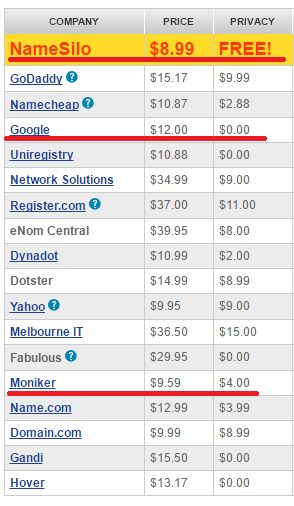 COMPANY PRICE PRIVACY
NameSilo $8.99 FREE!
GoDaddy ? $15.17 $9.99
Namecheap ? $10.87 $2.88
Google $12.00 $0.00
Uniregistry $10.88 $0.00
Network Solutions $34.99 $9.00
Register.com ? $37.00 $11.00
eNom Central $39.95 $8.00
Dynadot $10.99 $2.00
Dotster $14.99 $8.99
Yahoo ? $9.95 $9.00
Melbourne IT $36.50 $15.00
Fabulous ? $29.95 $0.00
Moniker $9.59 $4.00
Name.com $12.99 $3.99
Domain.com $9.99 $8.99
Gandi $15.50 $0.00
Hover $13.17 $0.00